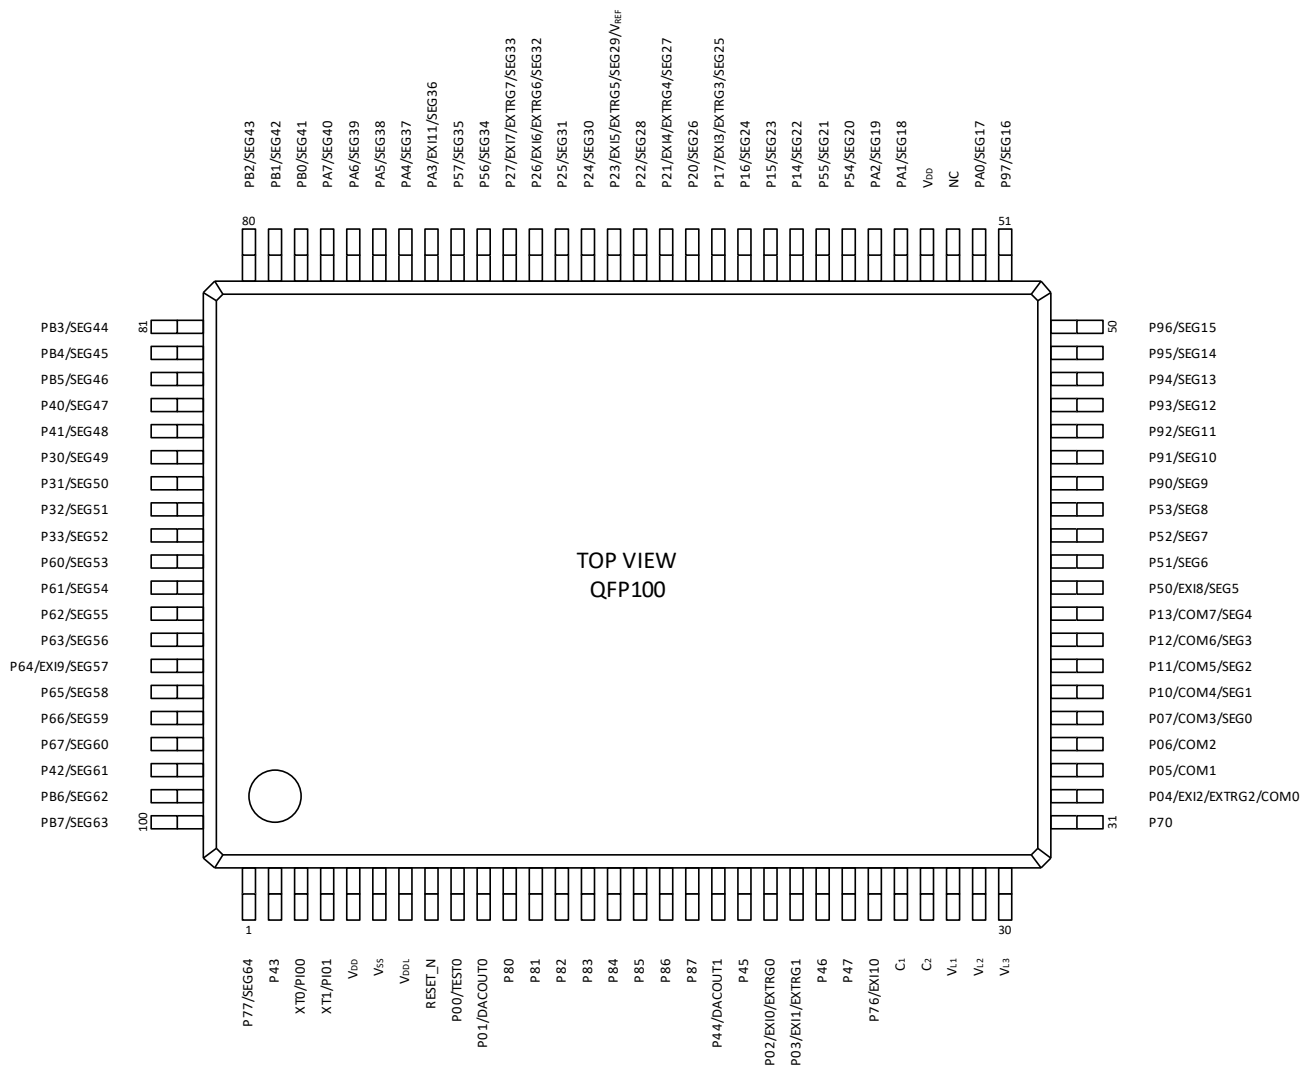 PB2/SEG43
PB1/SEG42
PB0/SEG41
PA7/SEG40
PA6/SEG39
PA5/SEG38
PA4/SEG37
PA3/EXI11/SEG36
P57/SEG35
P56/SEG34
P27/EXI7/EXTRG7/SEG33
P26/EXI6/EXTRG6/SEG32
P25/SEG31
P24/SEG30
P23/EXI5/EXTRG5/SEG29/VREF
P22/SEG28
P21/EXI4/EXTRG4/SEG27
P20/SEG26
P17/EXI3/EXTRG3/SEG25
P16/SEG24
P15/SEG23
P14/SEG22
P55/SEG21
P54/SEG20
PA2/SEG19
PA1/SEG18
VDD
NC
PA0/SEG17
P97/SEG16
80
51
PB3/SEG44
81
PB4/SEG45
PB5/SEG46
P40/SEG47
P41/SEG48
P30/SEG49
P31/SEG50
P32/SEG51
P33/SEG52
P60/SEG53
P61/SEG54
P62/SEG55
P63/SEG56
P64/EXI9/SEG57
P65/SEG58
P66/SEG59
P67/SEG60
P42/SEG61
PB6/SEG62
PB7/SEG63
100
TOP VIEW
QFP100
50
P96/SEG15
P95/SEG14
P94/SEG13
P93/SEG12
P92/SEG11
P91/SEG10
P90/SEG9
P53/SEG8
P52/SEG7
P51/SEG6
P50/EXI8/SEG5
P13/COM7/SEG4
P12/COM6/SEG3
P11/COM5/SEG2
P10/COM4/SEG1
P07/COM3/SEG0
P06/COM2
P05/COM1
P04/EXI2/EXTRG2/COM0
31
P70
1
30
P77/SEG64
P43
XT0/PI00
XT1/PI01
VDD
VSS
VDDL
RESET_N
P00/TEST0
P01/DACOUT0
P80
P81
P82
P83
P84
P85
P86
P87
P44/DACOUT1
P45
P02/EXI0/EXTRG0
P03/EXI1/EXTRG1
P46
P47
P76/EXI10
C1
C2
VL1
VL2
VL3